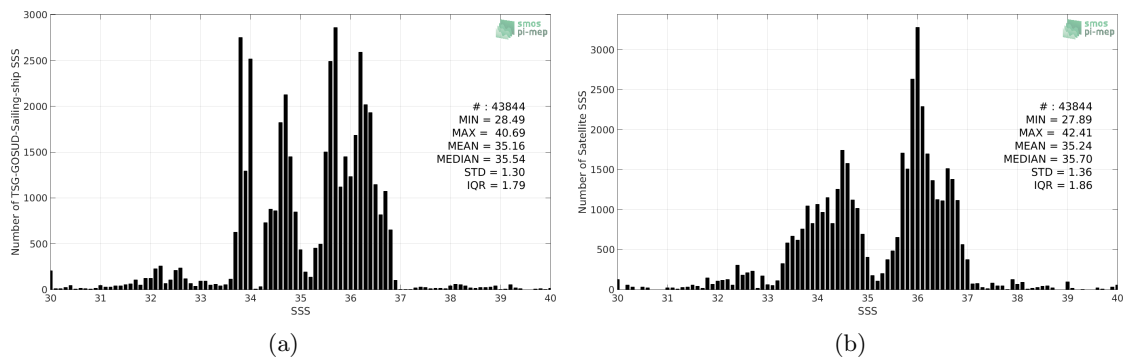 3000
2500
2000
1500
1000
500
0
30 31 32 33 34 35 36 37 38 39 40
SSS
Number of TSG-GOSUD-Sailing-ship SSS
smos
pi-mep
# : 43844
MIN = 28.49
MAX = 40.69
MEAN = 35.16
MEDIAN = 35.54
STD = 1.30
IQR = 1.79
(a)
3000
2500
2000
1500
1000
500
0
30 31 32 33 34 35 36 37 38 39 40
SSS
Number of Satellite SSS
smos
pi-mep
# : 43844
MIN = 27.89
MAX = 42.41
MEAN = 35.24
MEDIAN = 35.70
STD = 1.36
IQR = 1.86
(b)